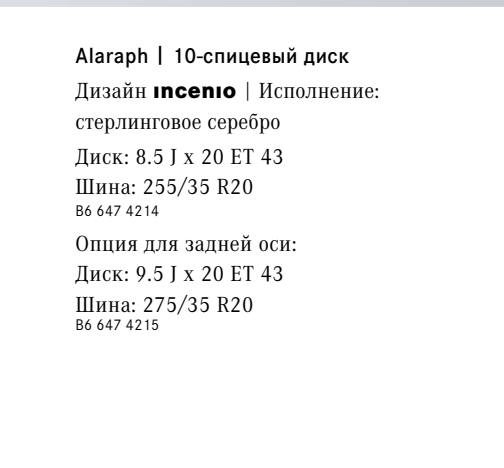 Alaraph | 10-спицевый диск
Дизайн ıncenıo | Исполнение:
стерлинговое серебро
Диск: 8.5 J x 20 ET 43
Шина: 255/35 R20
B6 647 4214
Опция для задней оси:
Диск: 9.5 J x 20 ET 43
Шина: 275/35 R20
B6 647 4215